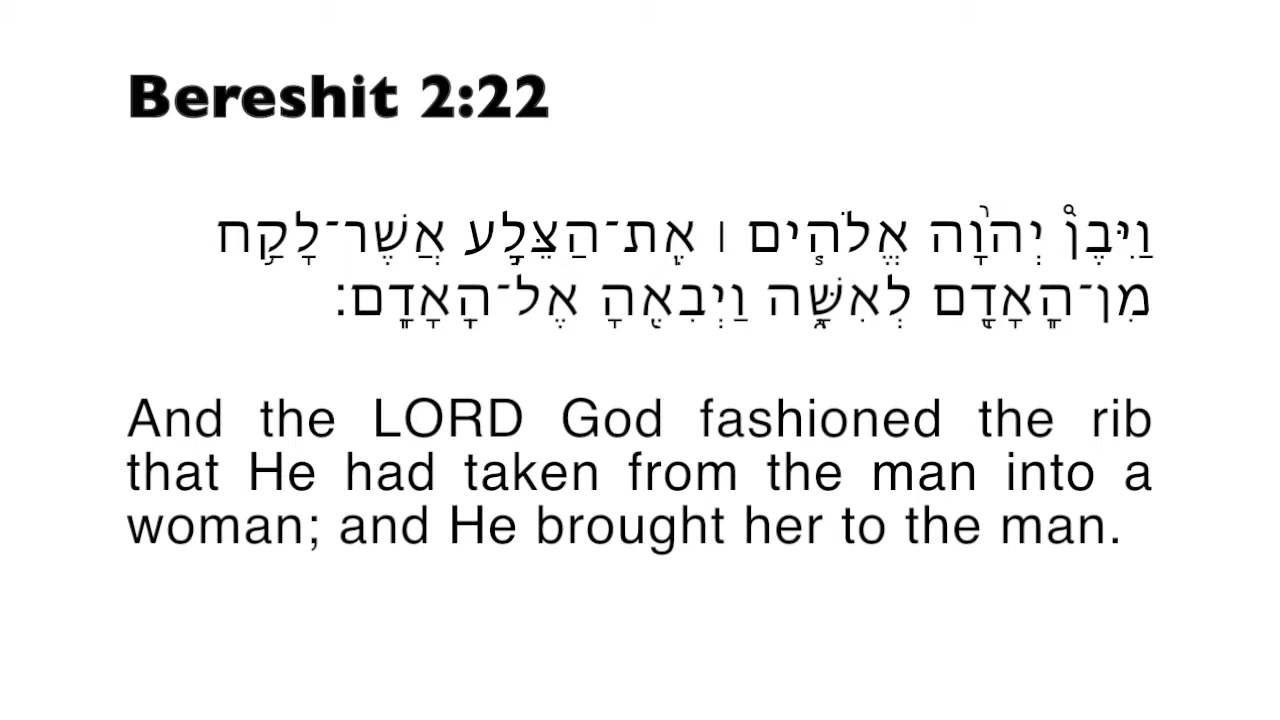 Bereshit 2:22
וַיִּבֶן֩ יְהֹוָ֨ה אֱלֹהִ֧ים ׀ אֶֽת־הַצֵּלָ֛ע אֲשֶׁר־לָקַ֥ח
מִן־הָֽאָדָ֖ם לְאִשָּׁ֑ה וַיְבִאֶ֖הָ אֶל־הָֽאָדָֽם׃
And the LORD God fashioned the rib
that He had taken from the man into a
woman; and He brought her to the man.